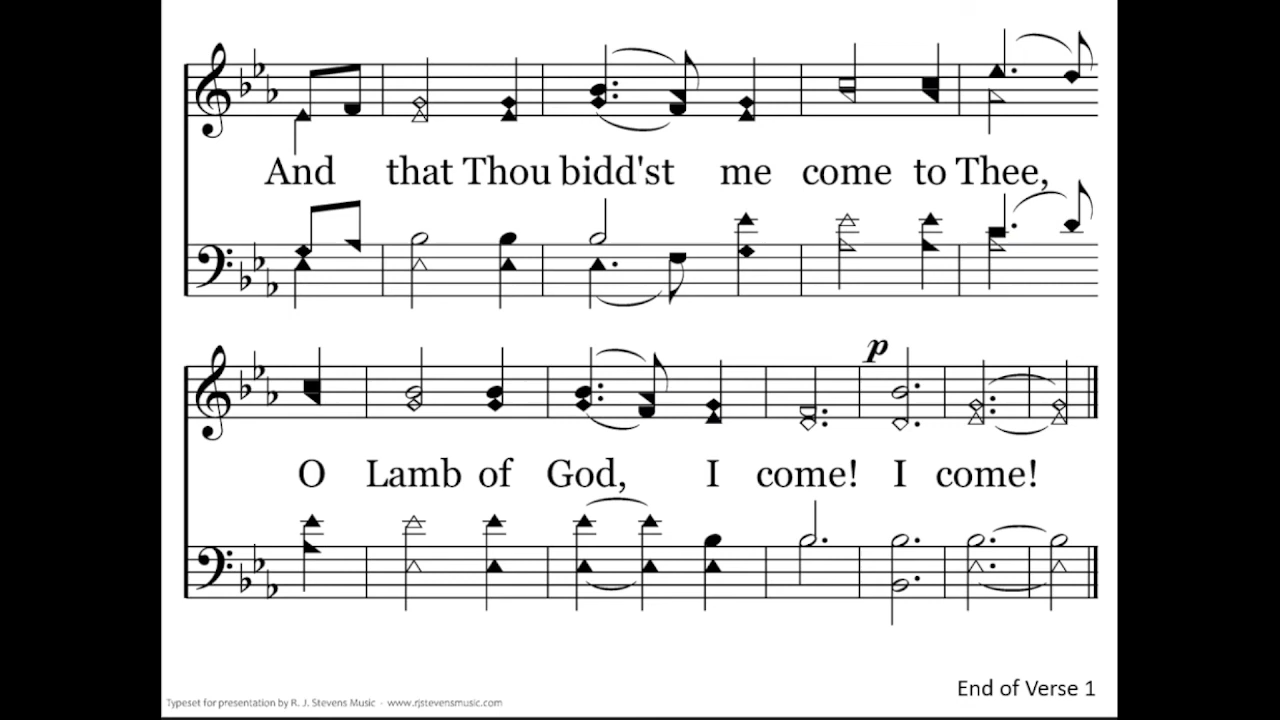 And that Thou bidd'st me come to Thee,
p
O Lamb of God, I come! I come!
End of Verse 1
Typeset for presentation by R. J. Stevens Music · www.rjstevensmusic.com